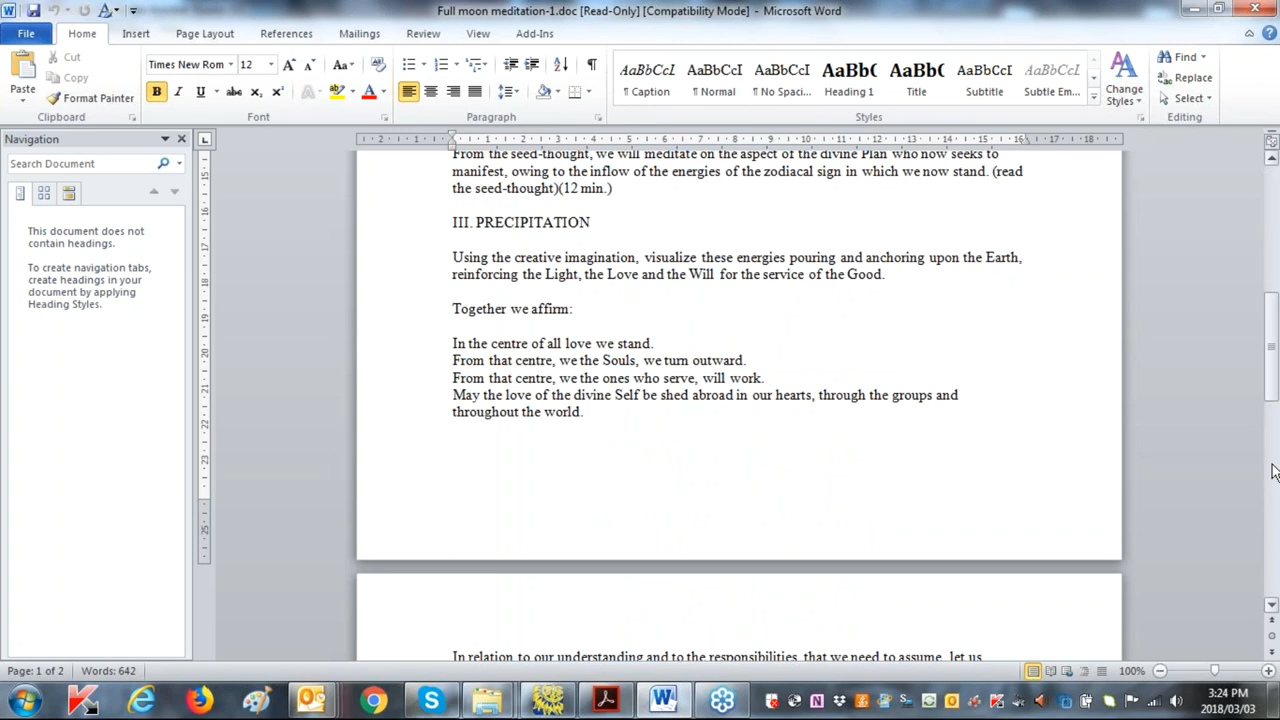 Full moon meditation-1.doc [Read-Only] [Compatibility Mode] - Microsoft Word
File Home Insert Page Layout References Mailings Review View Add-Ins
Paste
Cut
Copy
Format Painter
Times New Rom 12
AaBbCcI AaBbCcI AaBbCcI AaBb( AaBb( AaBbCcI AaBbCcI
¶ Caption ¶ Normal ¶ No Spaci... Heading 1 Title Subtitle Subtle Em...
Change Styles
Find
Replace
Select
Clipboard Font Paragraph Styles Editing
Navigation
Search Document
This document does not
contain headings.
To create navigation tabs,
create headings in your
document by applying
Heading Styles.
From the seed-thought, we will meditate on the aspect of the divine Plan who now seeks to
manifest, owing to the inflow of the energies of the zodiacal sign in which we now stand. (read
the seed-thought)(12 min.)
III. PRECIPITATION
Using the creative imagination, visualize these energies pouring and anchoring upon the Earth,
reinforcing the Light, the Love and the Will for the service of the Good.
Together we affirm:
In the centre of all love we stand.
From that centre, we the Souls, we turn outward.
From that centre, we the ones who serve, will work.
May the love of the divine Self be shed abroad in our hearts, through the groups and
throughout the world.
In relation to our understanding and to the responsibilities that we need to assume, let us
Page: 1 of 2 Words: 642
100%
3:24 PM
2018/03/03